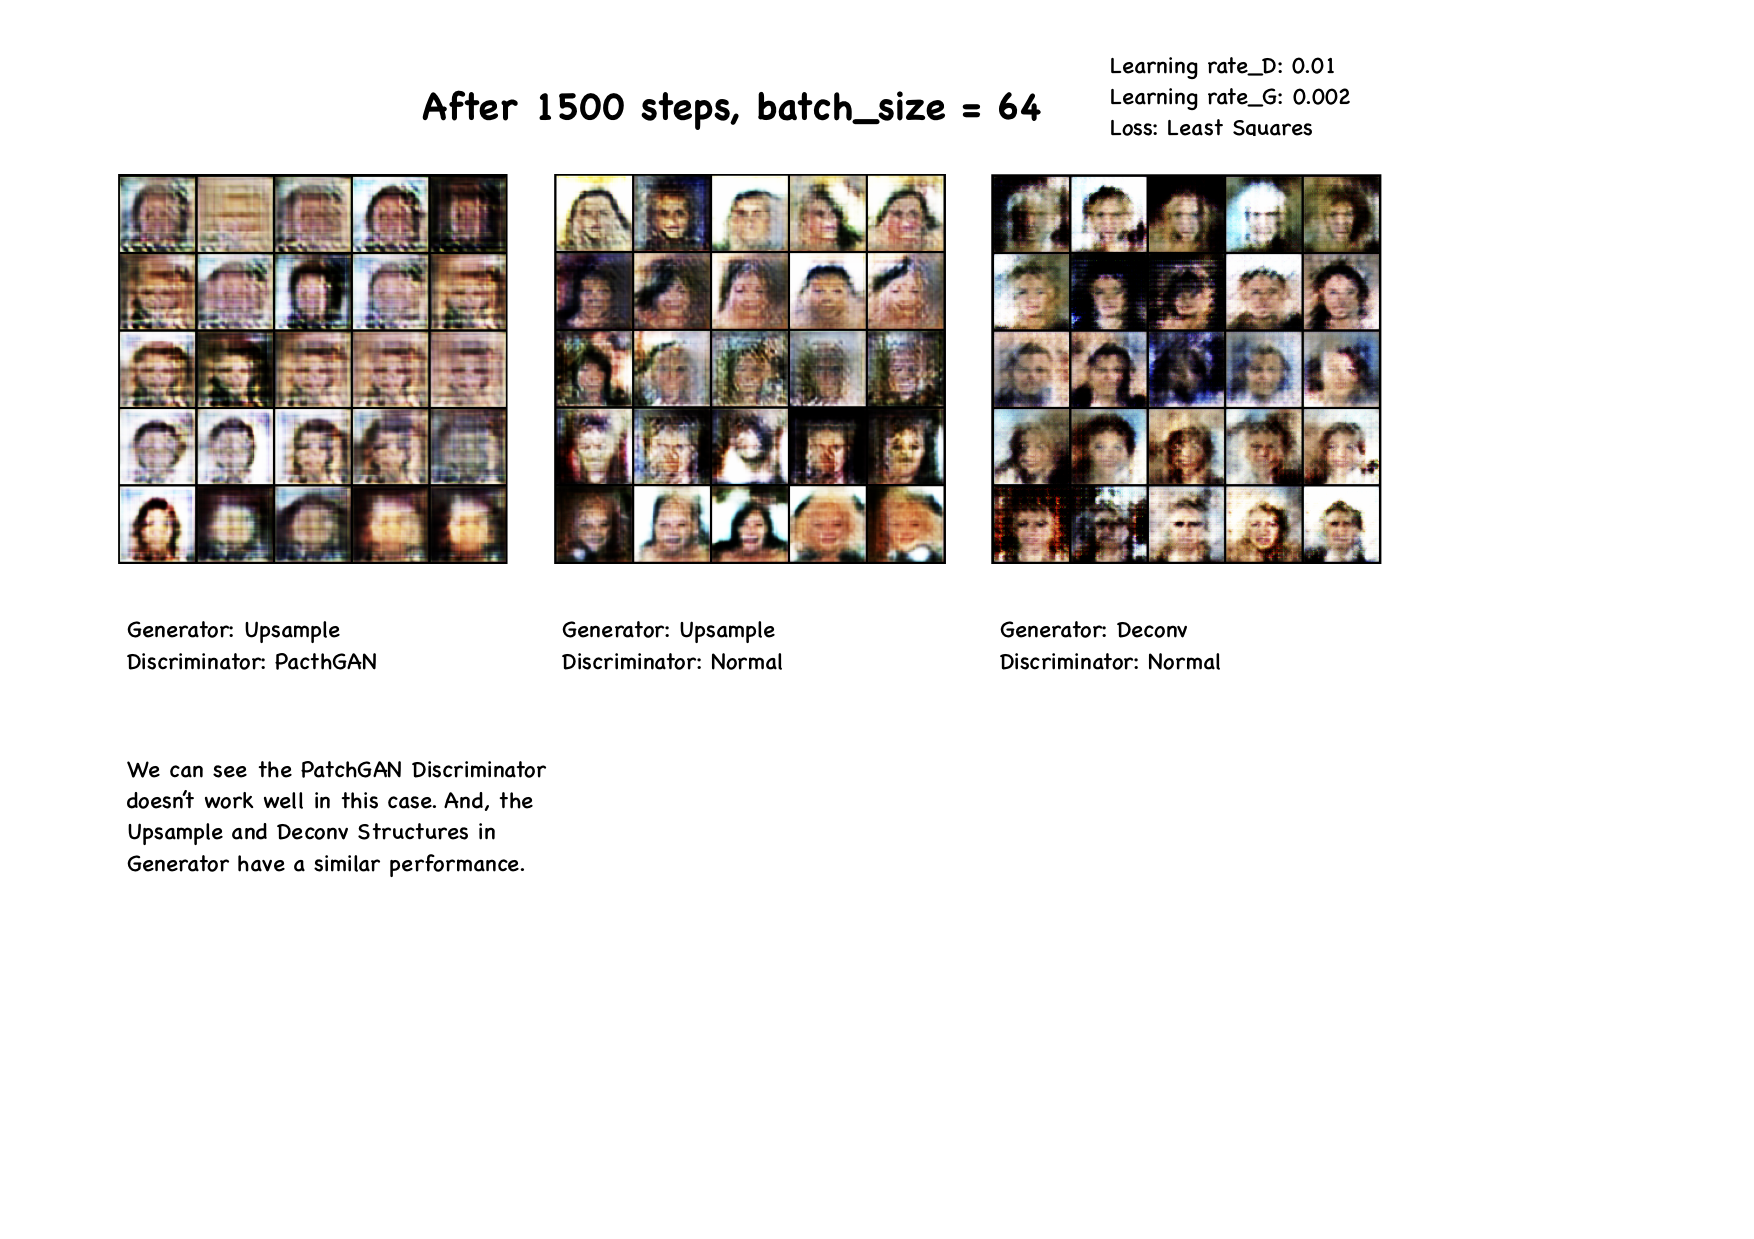 After 1500 steps, batch_size = 64
Learning rate_D: 0.01
Learning rate_G: 0.002
Loss: Least Squares
Generator: Upsample
Discriminator: PacthGAN
Generator: Upsample
Discriminator: Normal
Generator: Deconv
Discriminator: Normal
We can see the PatchGAN Discriminator
doesn't work well in this case. And, the
Upsample and Deconv Structures in
Generator have a similar performance.